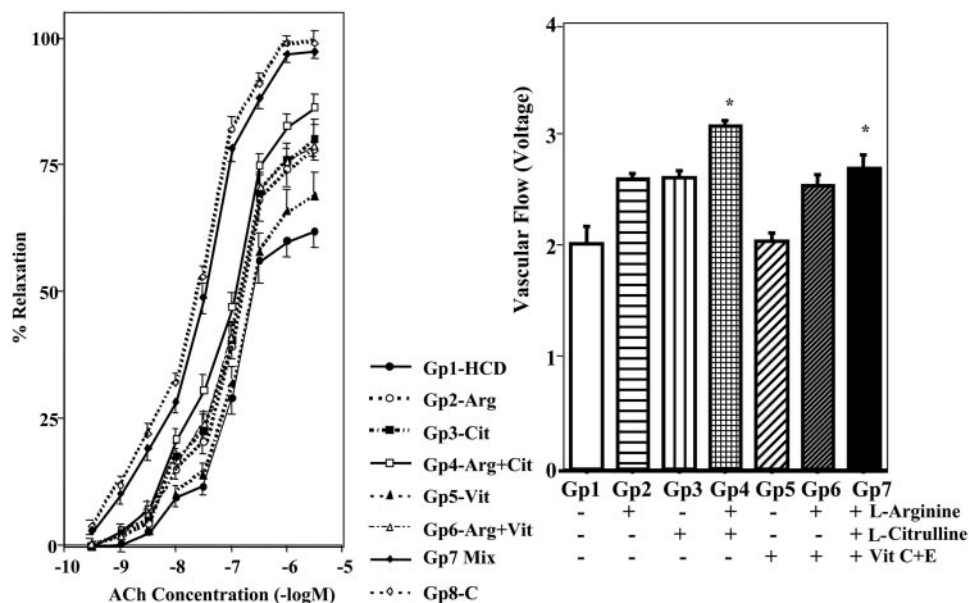 100
75
50
25
0
% Relaxation
-10 -9 -8 -7 -6 -5
ACh Concentration (-logM)
Gp1-HCD
Gp2-Arg
Gp3-Cit
Gp4-Arg+Cit
Gp5-Vit
Gp6-Arg+Vit
Gp7 Mix
Gp8-C
4
3
2
1
0
Vascular Flow (Voltage)
*
*
Gp1 Gp2 Gp3 Gp4 Gp5 Gp6 Gp7
- + - + - + + L-Arginine
- - + + - - + L-Citrulline
- - - - + + + Vit C+E